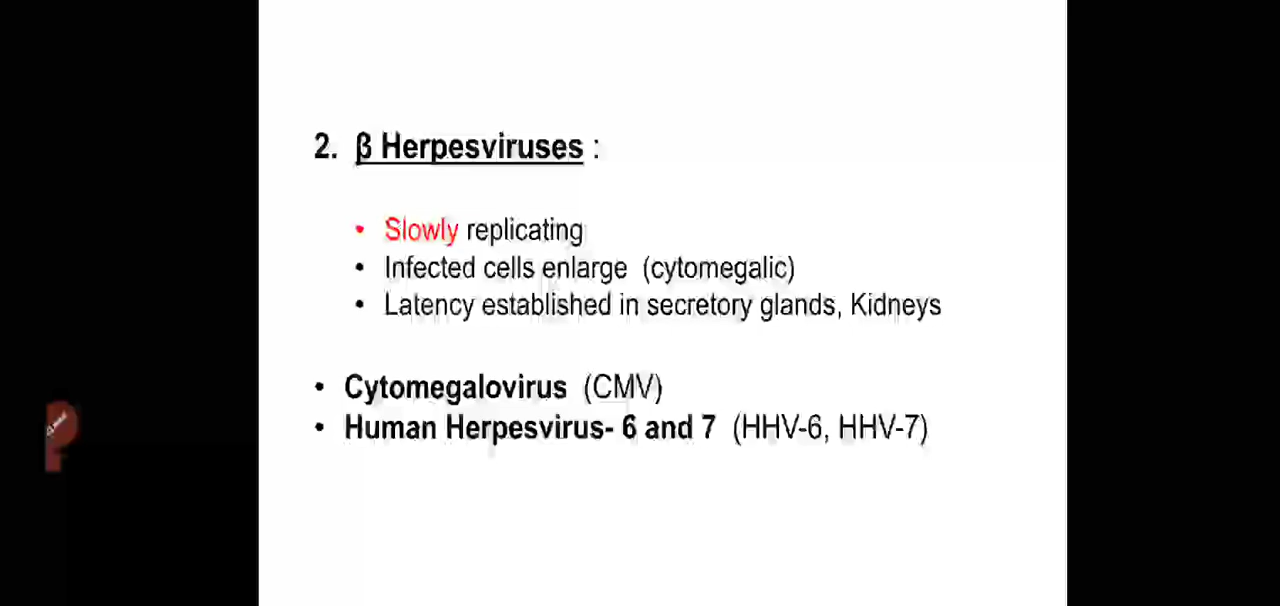 2. β Herpesviruses :
• Slowly replicating
• Infected cells enlarge (cytomegalic)
• Latency established in secretory glands, Kidneys
• Cytomegalovirus (CMV)
• Human Herpesvirus- 6 and 7 (HHV-6, HHV-7)